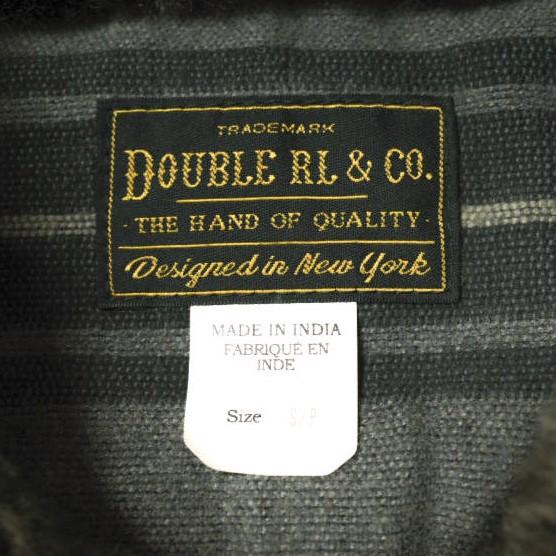 TRADEMARK
DOUBLE RL & CO.
· THE HAND OF QUALITY ·
Designed in New York
MADE IN INDIA
FABRIQUÉ EN
INDE
Size S/P